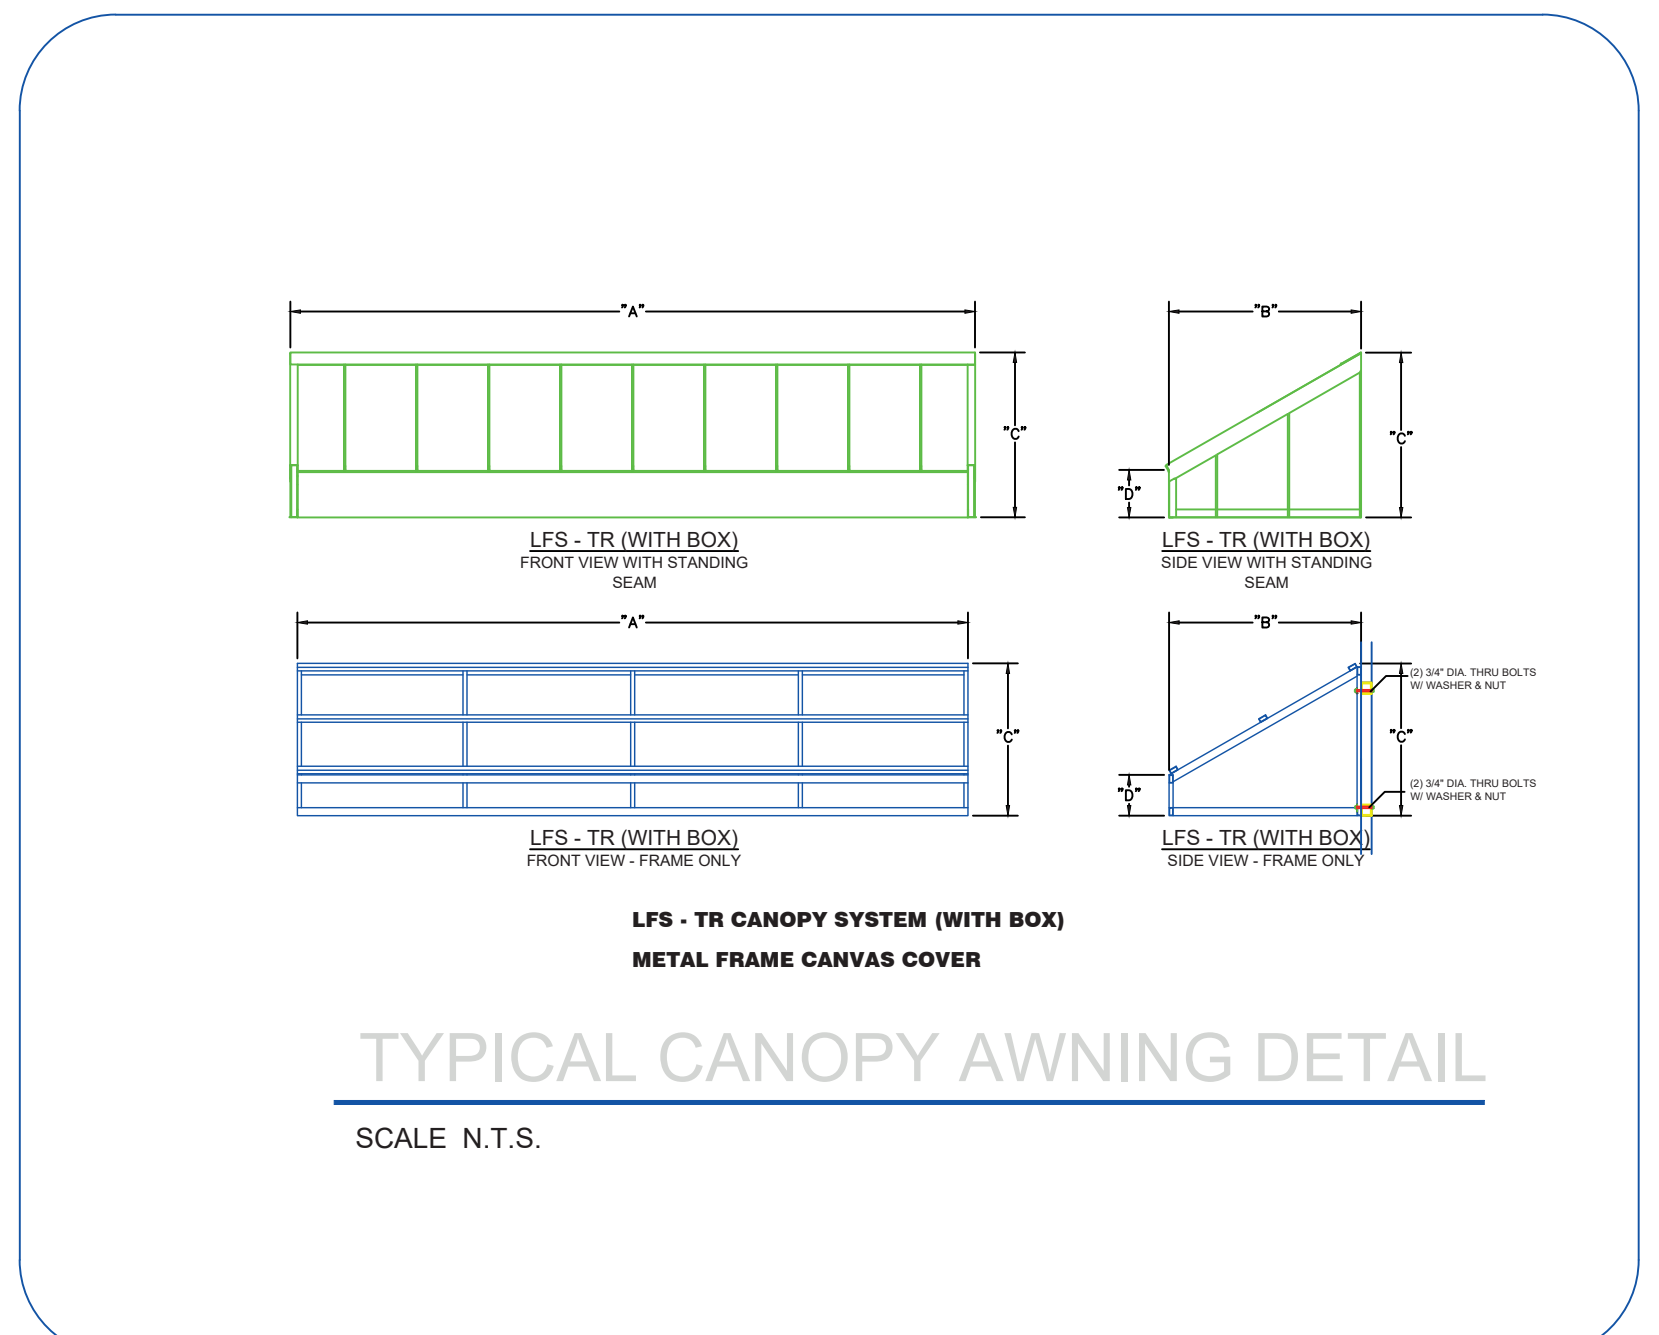 "A"
"B"
"C"
"C"
"D"
LFS - TR (WITH BOX)
FRONT VIEW WITH STANDING
SEAM
LFS - TR (WITH BOX)
SIDE VIEW WITH STANDING
SEAM
"A"
"B"
(2) 3/4" DIA. THRU BOLTS
W/ WASHER & NUT
"C"
"C"
"D"
(2) 3/4" DIA. THRU BOLTS
W/ WASHER & NUT
LFS - TR (WITH BOX)
FRONT VIEW - FRAME ONLY
LFS - TR (WITH BOX)
SIDE VIEW - FRAME ONLY
LFS - TR CANOPY SYSTEM (WITH BOX)
METAL FRAME CANVAS COVER
TYPICAL CANOPY AWNING DETAIL
SCALE N.T.S.